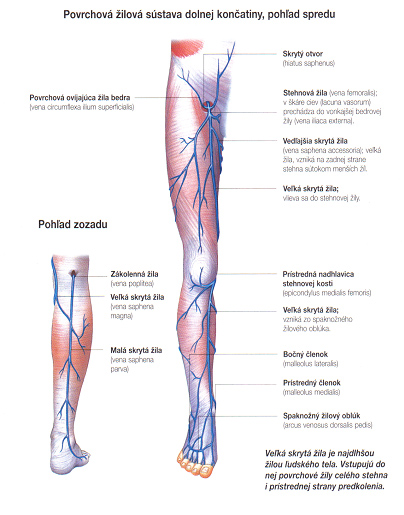 Povrchová žilová sústava dolnej končatiny, pohľad spredu
Skrytý otvor
(hiatus saphenus)
Povrchová ovíjajúca žila bedra
(vena circumflexa ilium superficialis)
Stehnová žila (vena femoralis);
v škáre ciev (lacuna vasorum)
prechádza do vonkajšej bedrovej
žily (vena iliaca externa).
Vedľajšia skrytá žila
(vena saphena accessoria); veľká
žila, vzniká na zadnej strane
stehna sútokom menších žíl.
Veľká skrytá žila;
vlieva sa do stehnovej žily.
Pohľad zozadu
Zákolenná žila
(vena poplitea)
Veľká skrytá žila
(vena saphena
magna)
Malá skrytá žila
(vena saphena
parva)
Prístredná nadhlavica
stehnovej kosti
(epicondylus medialis femoris)
Veľká skrytá žila;
vzniká zo spaknožného
žilového oblúka.
Bočný členok
(malleolus lateralis)
Prístredný členok
(malleolus medialis)
Spaknožný žilový oblúk
(arcus venosus dorsalis pedis)
Veľká skrytá žila je najdlhšou
žilou ľudského tela. Vstupujú do
nej povrchové žily celého stehna
i prístrednej strany predkolenia.